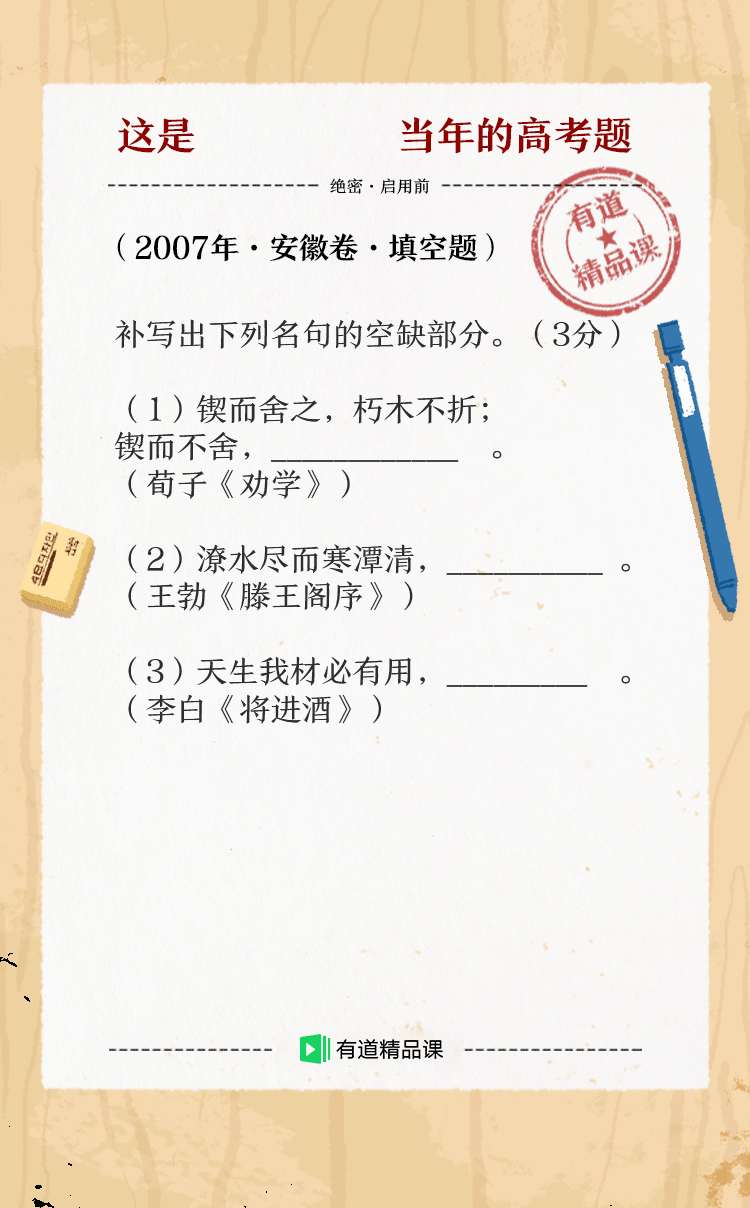 这是 当年的高考题
绝密·启用前
有道
精品课
（2007年·安徽卷·填空题）
补写出下列名句的空缺部分。（3分）
（1）锲而舍之，朽木不折；
锲而不舍，____________ 。
（荀子《劝学》）
（2）潦水尽而寒潭清，__________ 。
（王勃《滕王阁序》）
（3）天生我材必有用，_________ 。
（李白《将进酒》）
有道精品课